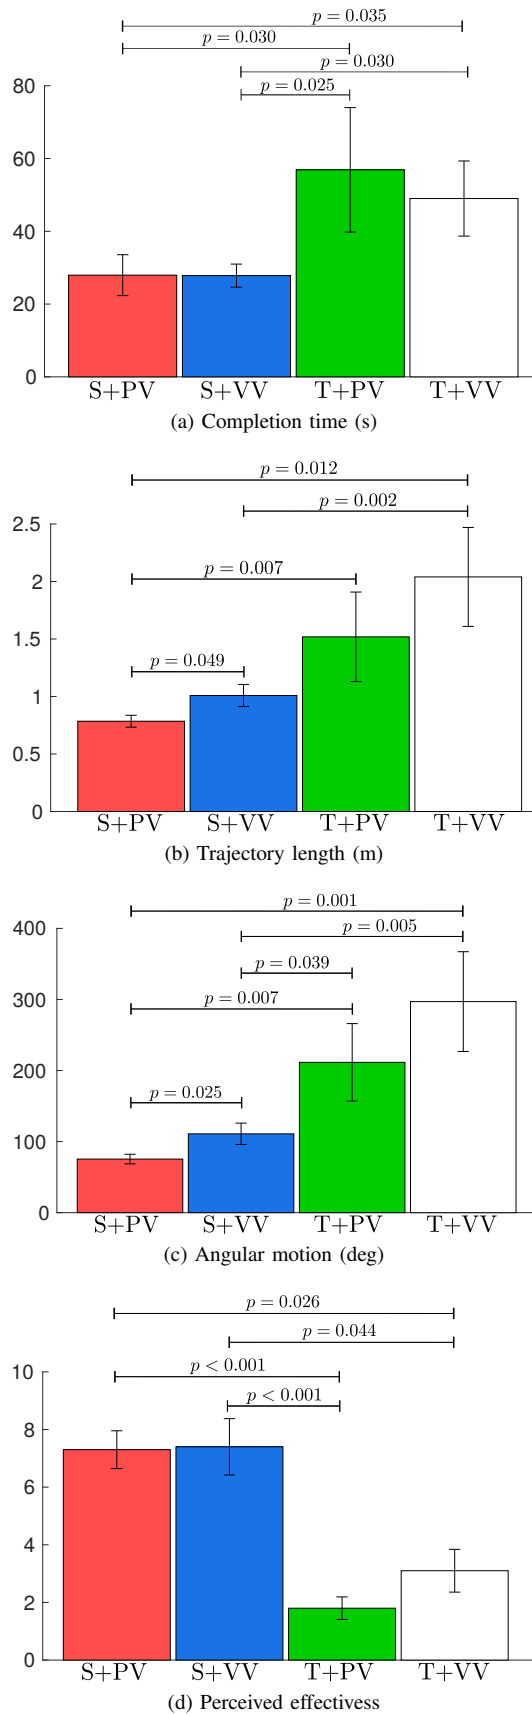 p = 0.035
p = 0.030
p = 0.030
p = 0.025
80
60
40
20
0
S+PV S+VV T+PV T+VV
(a) Completion time (s)
p = 0.012
p = 0.002
2.5
p = 0.007
2
1.5
p = 0.049
1
0.5
0
S+PV S+VV T+PV T+VV
(b) Trajectory length (m)
p = 0.001
400
p = 0.005
p = 0.039
300
p = 0.007
200
p = 0.025
100
0
S+PV S+VV T+PV T+VV
(c) Angular motion (deg)
p = 0.026
p = 0.044
10
p < 0.001
p < 0.001
8
6
4
2
0
S+PV S+VV T+PV T+VV
(d) Perceived effectivess